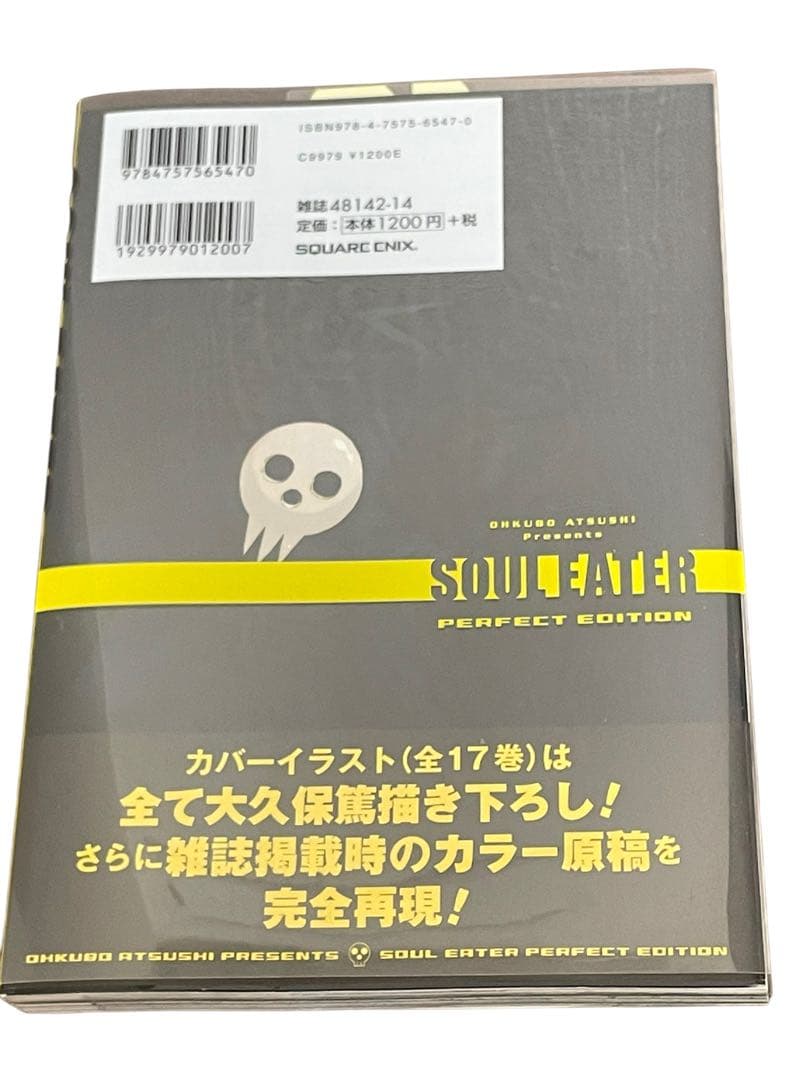 ISBN978-4-7575-6547-0
C9979 ¥1200E
9784757565470
雑誌48142-14
定価：本体1200円+税
1929979012007
SQUARE ENIX.
OHKUBO ATSUSHI
Presents
SOUL EATER
PERFECT EDITION
カバーイラスト(全17巻)は
全て大久保篤描き下ろし!
さらに雑誌掲載時のカラー原稿を
完全再現!
OHKUBO ATSUSHI PRESENTS SOUL EATER PERFECT EDITION